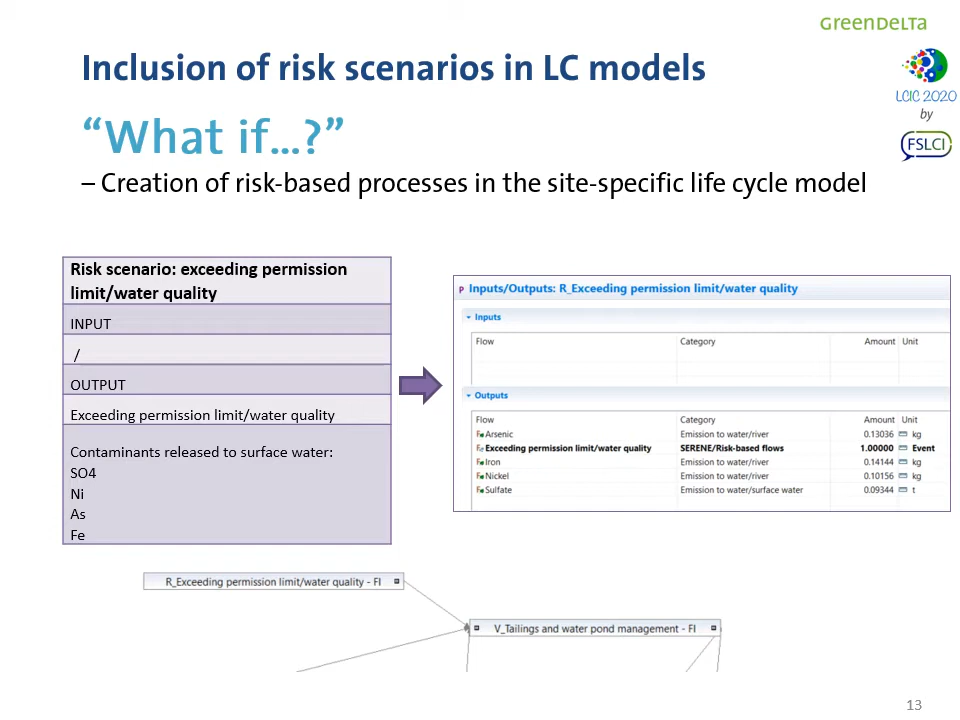 GreenDeLTa
Inclusion of risk scenarios in LC models
LCIC 2020
by
FSLCI
“What if…?”
– Creation of risk-based processes in the site-specific life cycle model
Risk scenario: exceeding permission
limit/water quality
INPUT
/
OUTPUT
Exceeding permission limit/water quality
Contaminants released to surface water:
SO4
Ni
As
Fe
P Inputs/Outputs: R_Exceeding permission limit/water quality
Inputs
Flow Category Amount Unit
Outputs
Flow Category Amount Unit
Arsenic Emission to water/river 0.13036 kg
Exceeding permission limit/water quality SERENE/Risk-based flows 1.00000 Event
Iron Emission to water/river 0.14144 kg
Nickel Emission to water/river 0.10156 kg
Sulfate Emission to water/surface water 0.09344 t
R_Exceeding permission limit/water quality - FI
V_Tailings and water pond management - FI
13